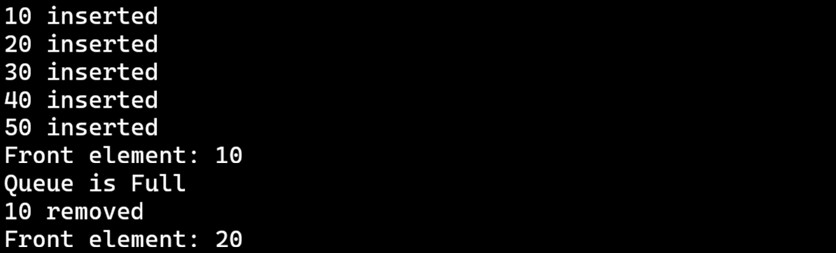 10 inserted
20 inserted
30 inserted
40 inserted
50 inserted
Front element: 10
Queue is Full
10 removed
Front element: 20